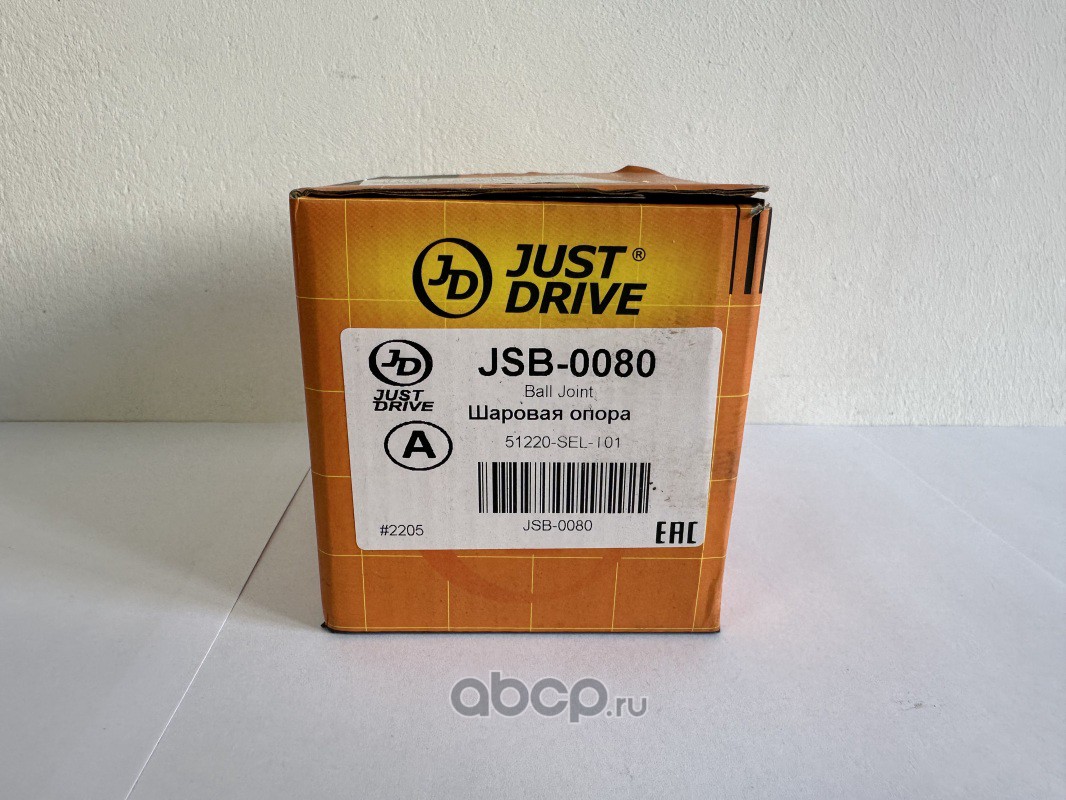 JD JUST ®
DRIVE
JD
JUST
DRIVE
A
JSB-0080
Ball Joint
Шаровая опора
51220-SEL-T01
JSB-0080
#2205
EAC
abcp.ru